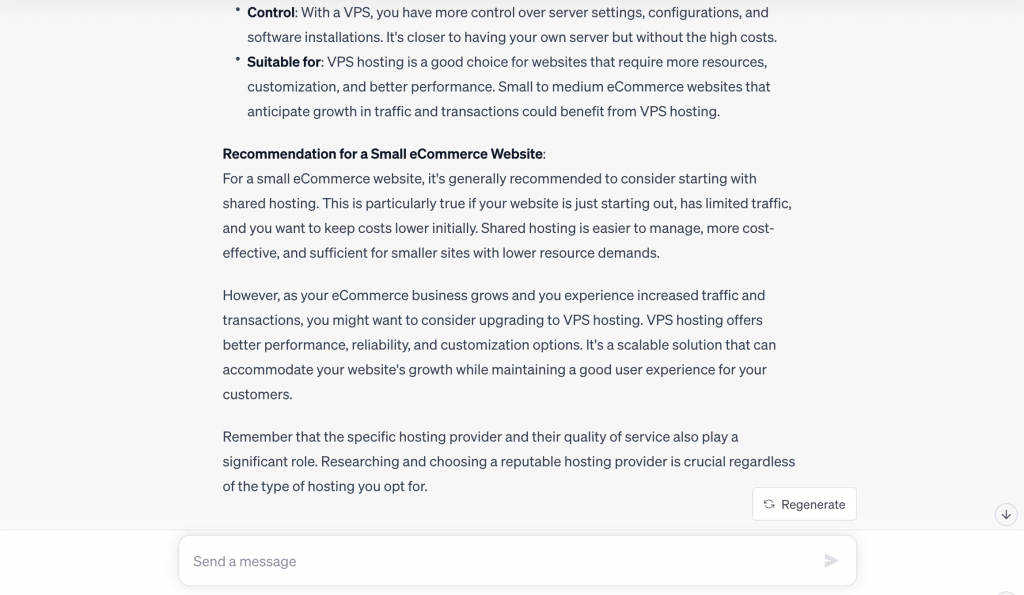 • Control: With a VPS, you have more control over server settings, configurations, and
software installations. It's closer to having your own server but without the high costs.
• Suitable for: VPS hosting is a good choice for websites that require more resources,
customization, and better performance. Small to medium eCommerce websites that
anticipate growth in traffic and transactions could benefit from VPS hosting.
Recommendation for a Small eCommerce Website:
For a small eCommerce website, it's generally recommended to consider starting with
shared hosting. This is particularly true if your website is just starting out, has limited traffic,
and you want to keep costs lower initially. Shared hosting is easier to manage, more cost-
effective, and sufficient for smaller sites with lower resource demands.
However, as your eCommerce business grows and you experience increased traffic and
transactions, you might want to consider upgrading to VPS hosting. VPS hosting offers
better performance, reliability, and customization options. It's a scalable solution that can
accommodate your website's growth while maintaining a good user experience for your
customers.
Remember that the specific hosting provider and their quality of service also play a
significant role. Researching and choosing a reputable hosting provider is crucial regardless
of the type of hosting you opt for.
Regenerate
Send a message